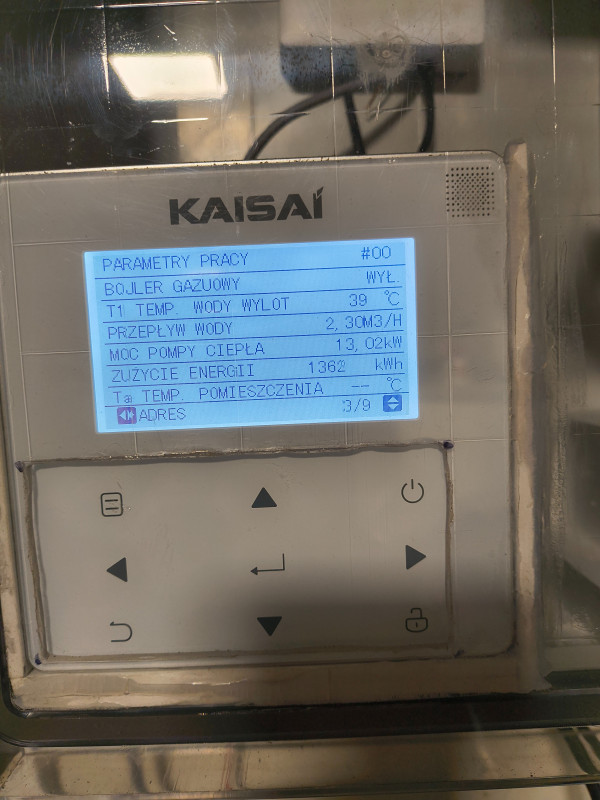 KAISAI
PARAMETRY PRACY #00
BOJLER GAZUOWY WYŁ.
T1 TEMP. WODY WYLOT 39 °C
PRZEPŁYW WODY 2,30M3/H
MOC POMPY CIEPŁA 13,02kW
ZUZYCIE ENERGII 1362 kWh
Ta TEMP. POMIESZCZENIA -- °C
ADRES 3/9